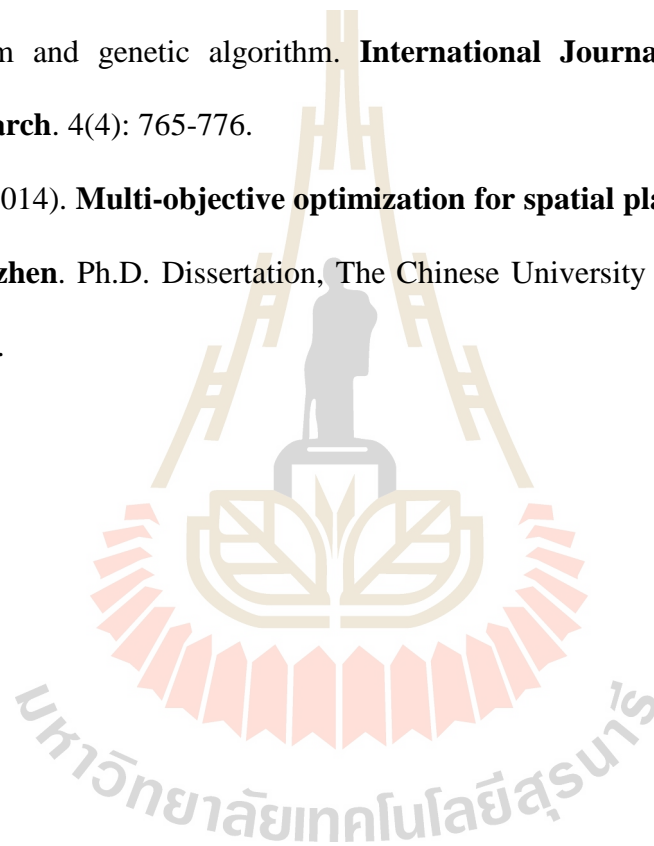 m and genetic algorithm. International Journa
arch. 4(4): 765-776.
014). Multi-objective optimization for spatial pla
zhen. Ph.D. Dissertation, The Chinese University
.
มหาวิทยาลัยเทคโนโลยีสุรนารี